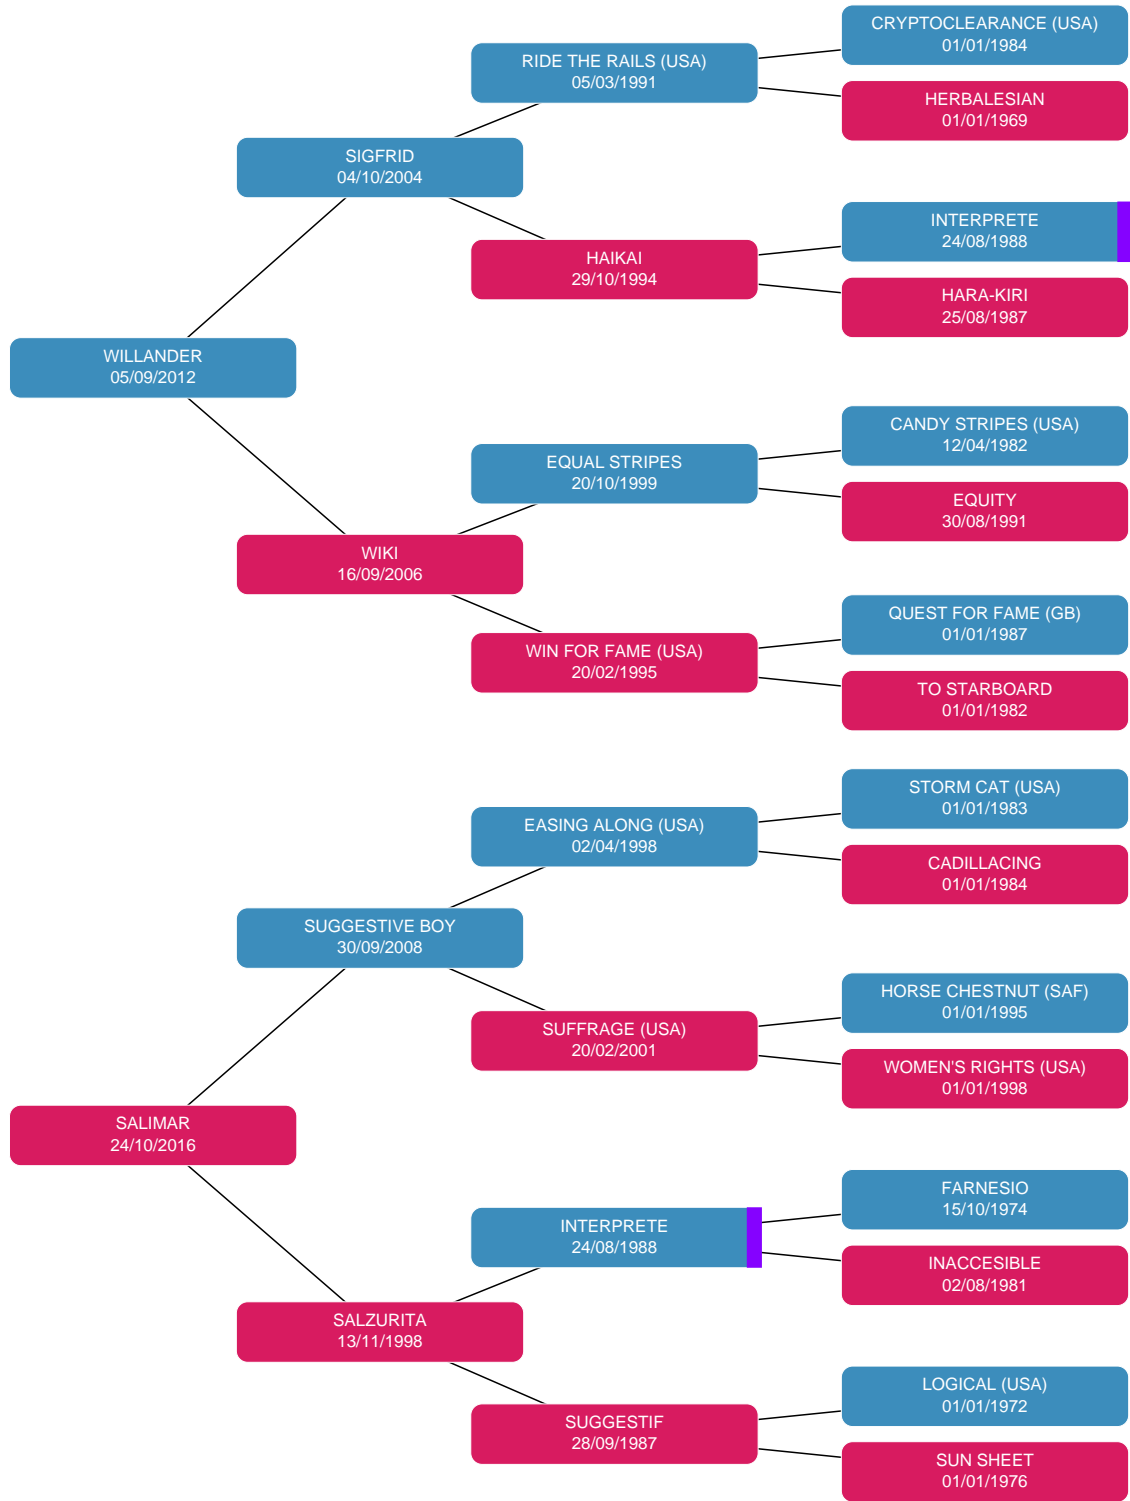 CRYPTOCLEARANCE (USA)
01/01/1984
RIDE THE RAILS (USA)
05/03/1991
HERBALESIAN
01/01/1969
SIGFRID
04/10/2004
INTERPRETE
24/08/1988
HAIKAI
29/10/1994
HARA-KIRI
25/08/1987
WILLANDER
05/09/2012
CANDY STRIPES (USA)
12/04/1982
EQUAL STRIPES
20/10/1999
EQUITY
30/08/1991
WIKI
16/09/2006
QUEST FOR FAME (GB)
01/01/1987
WIN FOR FAME (USA)
20/02/1995
TO STARBOARD
01/01/1982
STORM CAT (USA)
01/01/1983
EASING ALONG (USA)
02/04/1998
CADILLACING
01/01/1984
SUGGESTIVE BOY
30/09/2008
HORSE CHESTNUT (SAF)
01/01/1995
SUFFRAGE (USA)
20/02/2001
WOMEN'S RIGHTS (USA)
01/01/1998
SALIMAR
24/10/2016
FARNESIO
15/10/1974
INTERPRETE
24/08/1988
INACCESIBLE
02/08/1981
SALZURITA
13/11/1998
LOGICAL (USA)
01/01/1972
SUGGESTIF
28/09/1987
SUN SHEET
01/01/1976